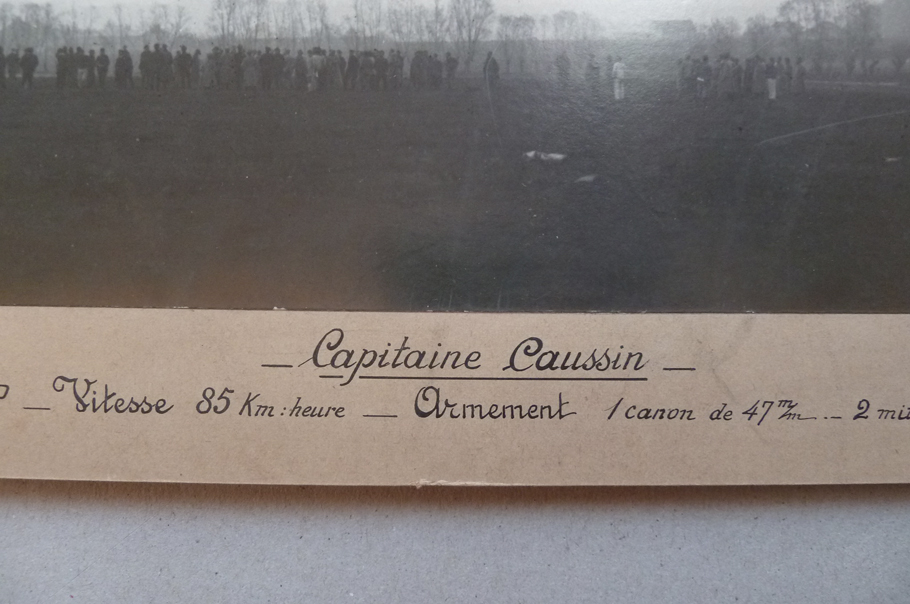 — Capitaine Caussin —
— Vitesse 85 Km:heure — Armement 1 canon de 47 m/m — 2